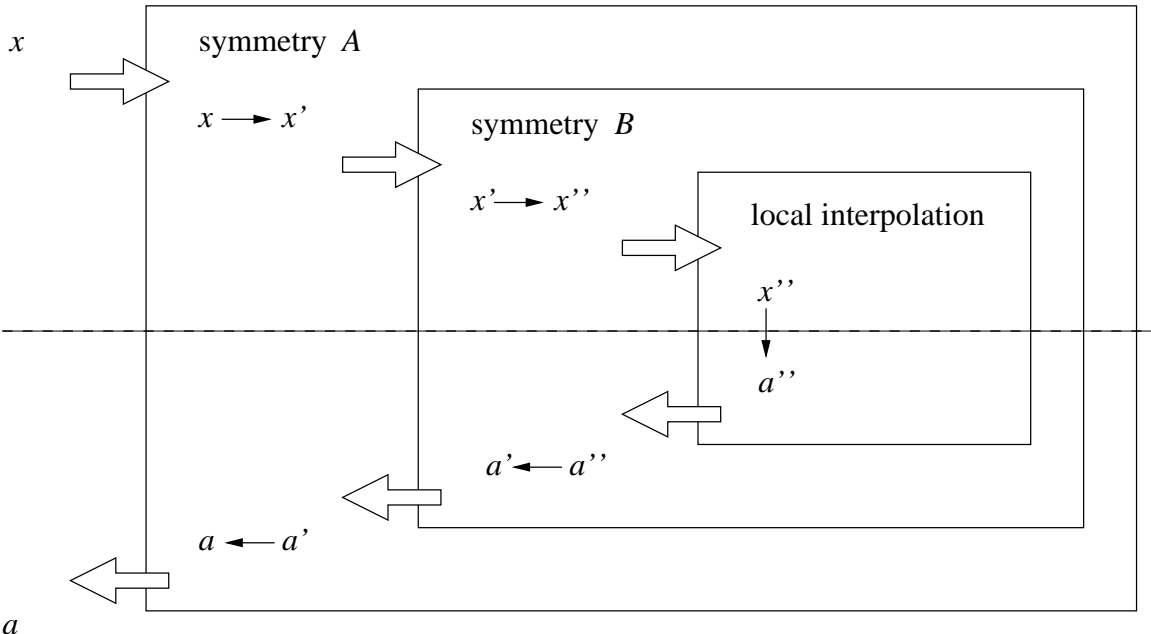 x
symmetry A
x → x’
symmetry B
x’ → x’’
local interpolation
x’’
↓
a’’
a’ ← a’’
a ← a’
a